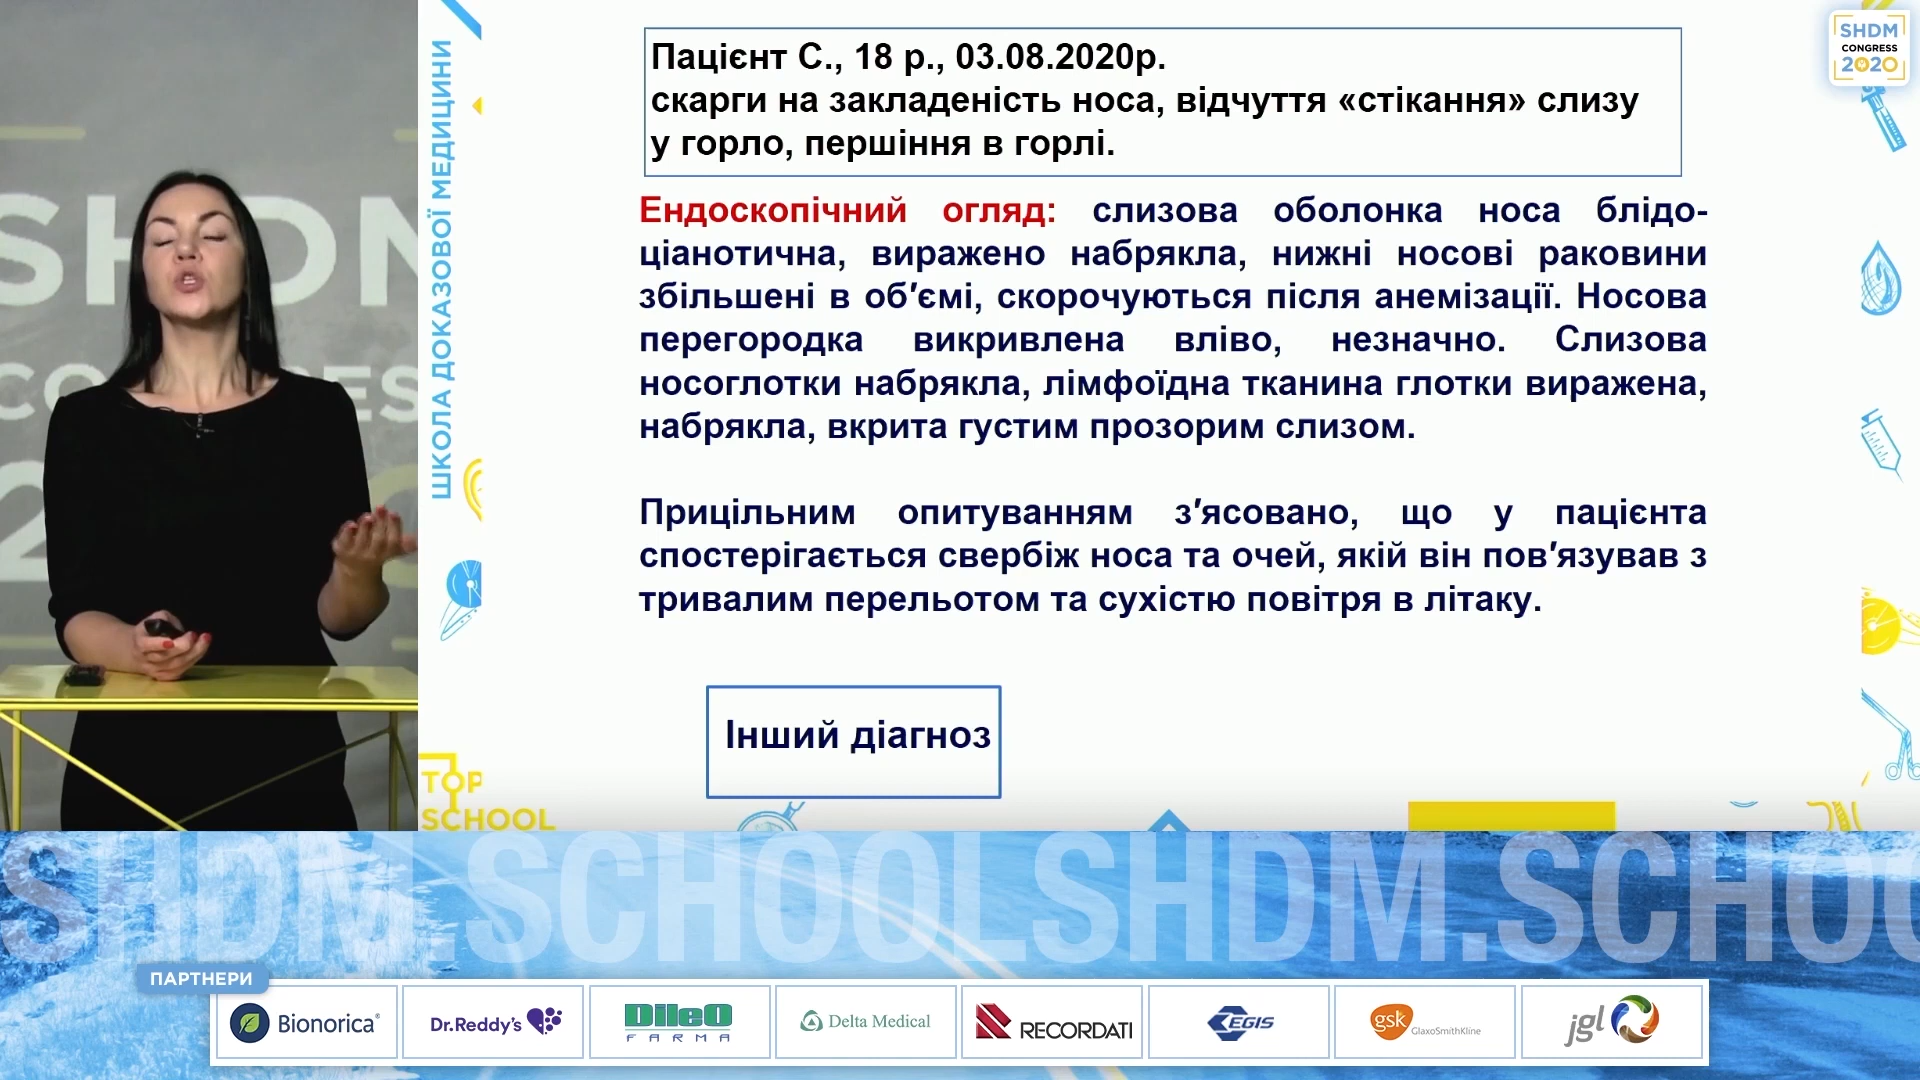 SHDM
CONGRESS
2020
ШКОЛА ДОКАЗОВОЇ МЕДИЦИНИ
Пацієнт С., 18 р., 03.08.2020р.
скарги на закладеність носа, відчуття «стікання» слизу
у горло, першіння в горлі.
Ендоскопічний огляд: слизова оболонка носа блідо-
ціанотична, виражено набрякла, нижні носові раковини
збільшені в об′ємі, скорочуються після анемізації. Носова
перегородка викривлена вліво, незначно. Слизова
носоглотки набрякла, лімфоїдна тканина глотки виражена,
набрякла, вкрита густим прозорим слизом.
Прицільним опитуванням з′ясовано, що у пацієнта
спостерігається свербіж носа та очей, якій він пов′язував з
тривалим перельотом та сухістю повітря в літаку.
Інший діагноз
TOP
SCHOOL
SHDM.SCHOOLSHDM.SCHOO
ПАРТНЕРИ
Bionorica®
Dr.Reddy's
DileO
FARMA
Delta Medical
RECORDATI
EGIS
gsk
GlaxoSmithKline
jgl